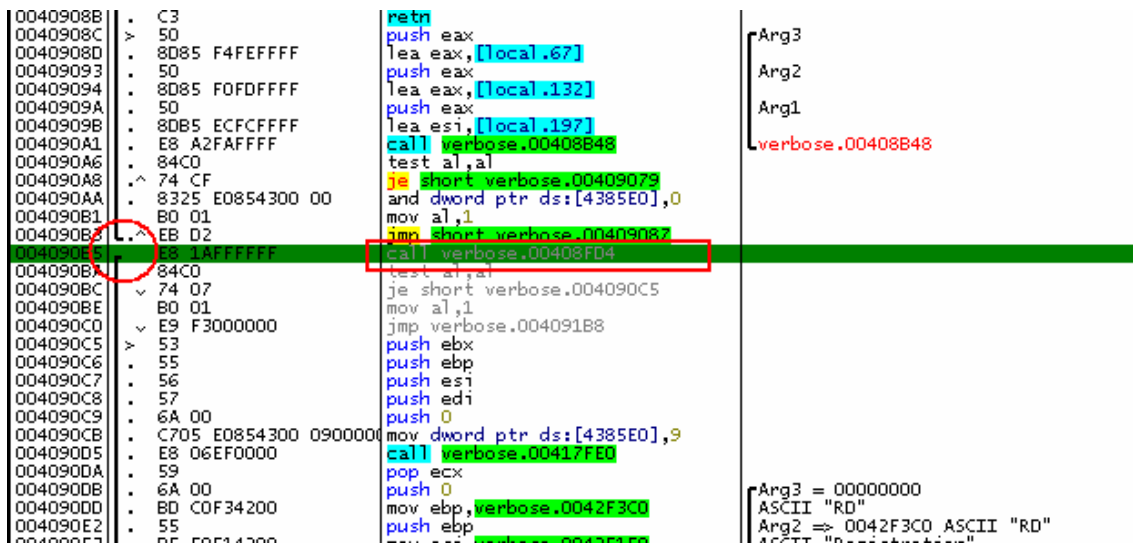 0040908B . C3 retn
0040908C > 50 push eax Arg3
0040908D . 8D85 F4FEFFFF lea eax,[local.67]
00409093 . 50 push eax Arg2
00409094 . 8D85 F0FDFFFF lea eax,[local.132]
0040909A . 50 push eax Arg1
0040909B . 8DB5 ECFCFFFF lea esi,[local.197]
004090A1 . E8 A2FAFFFF call verbose.00408B48 verbose.00408B48
004090A6 . 84C0 test al,al
004090A8 .^ 74 CF je short verbose.00409079
004090AA . 8325 E0854300 00 and dword ptr ds:[4385E0],0
004090B1 . B0 01 mov al,1
004090B3 .^ EB D2 jmp short verbose.00409087
004090B5 E8 1AFFFFFF call verbose.00408FD4
004090BA 84C0 test al,al
004090BC ⌄ 74 07 je short verbose.004090C5
004090BE B0 01 mov al,1
004090C0 ⌄ E9 F3000000 jmp verbose.004091B8
004090C5 > 53 push ebx
004090C6 . 55 push ebp
004090C7 . 56 push esi
004090C8 . 57 push edi
004090C9 . 6A 00 push 0
004090CB . C705 E0854300 0900000 mov dword ptr ds:[4385E0],9
004090D5 . E8 06EF0000 call verbose.00417FE0
004090DA . 59 pop ecx
004090DB . 6A 00 push 0 Arg3 = 00000000
004090DD . BD C0F34200 mov ebp,verbose.0042F3C0 ASCII "RD"
004090E2 . 55 push ebp Arg2 => 0042F3C0 ASCII "RD"